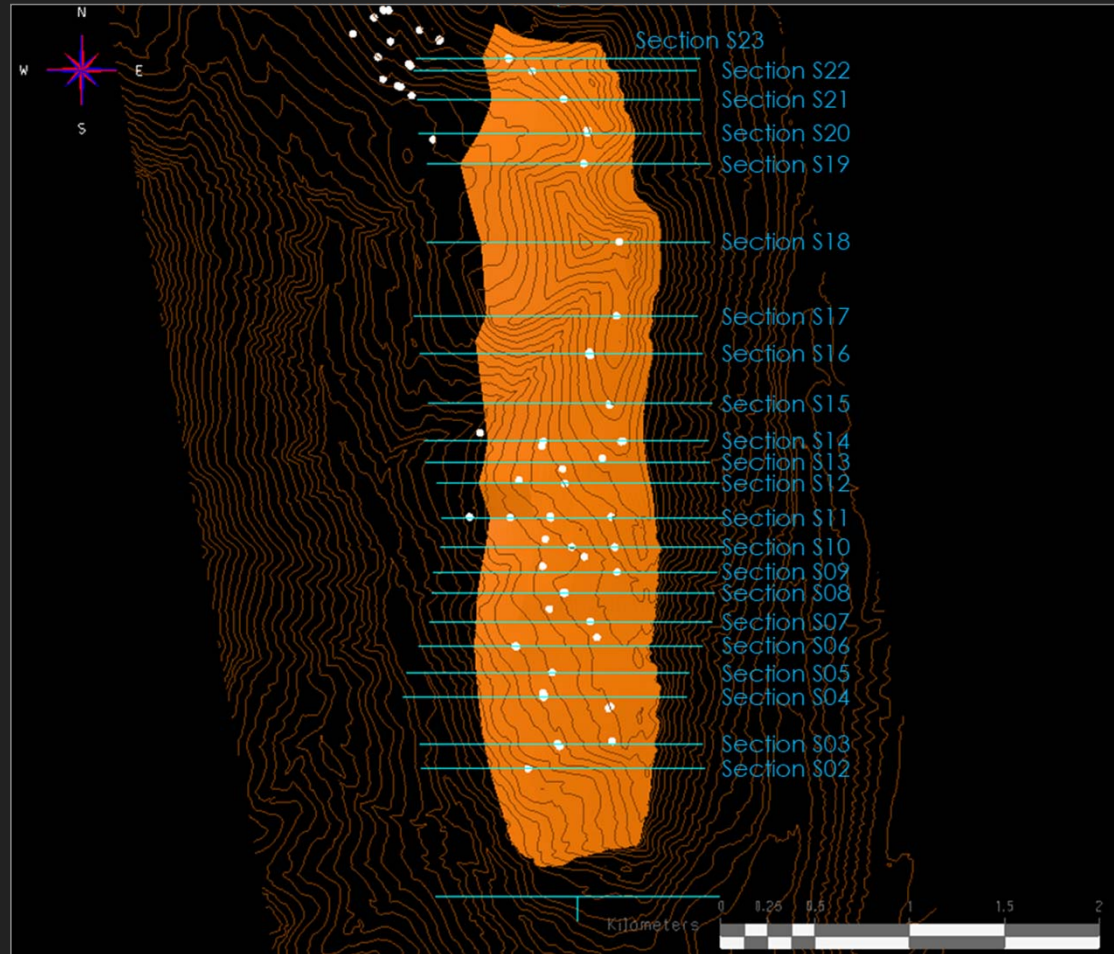 N
W E
S
Section S23
Section S22
Section S21
Section S20
Section S19
Section S18
Section S17
Section S16
Section S15
Section S14
Section S13
Section S12
Section S11
Section S10
Section S09
Section S08
Section S07
Section S06
Section S05
Section S04
Section S03
Section S02
0 0.25 0.5 1 1.5 2
Kilometers